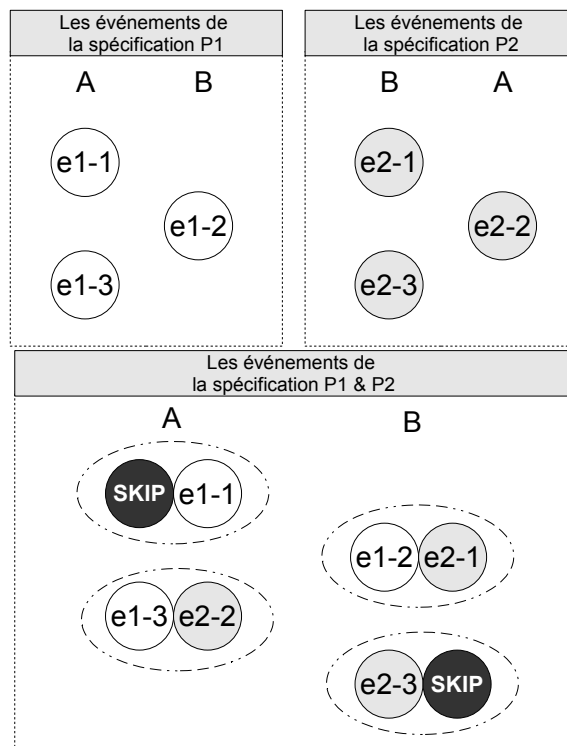 Les événements de
la spécification P1
A B
e1-1
e1-2
e1-3
Les événements de
la spécification P2
B A
e2-1
e2-2
e2-3
Les événements de
la spécification P1 & P2
A B
SKIP e1-1
e1-2 e2-1
e1-3 e2-2
e2-3 SKIP